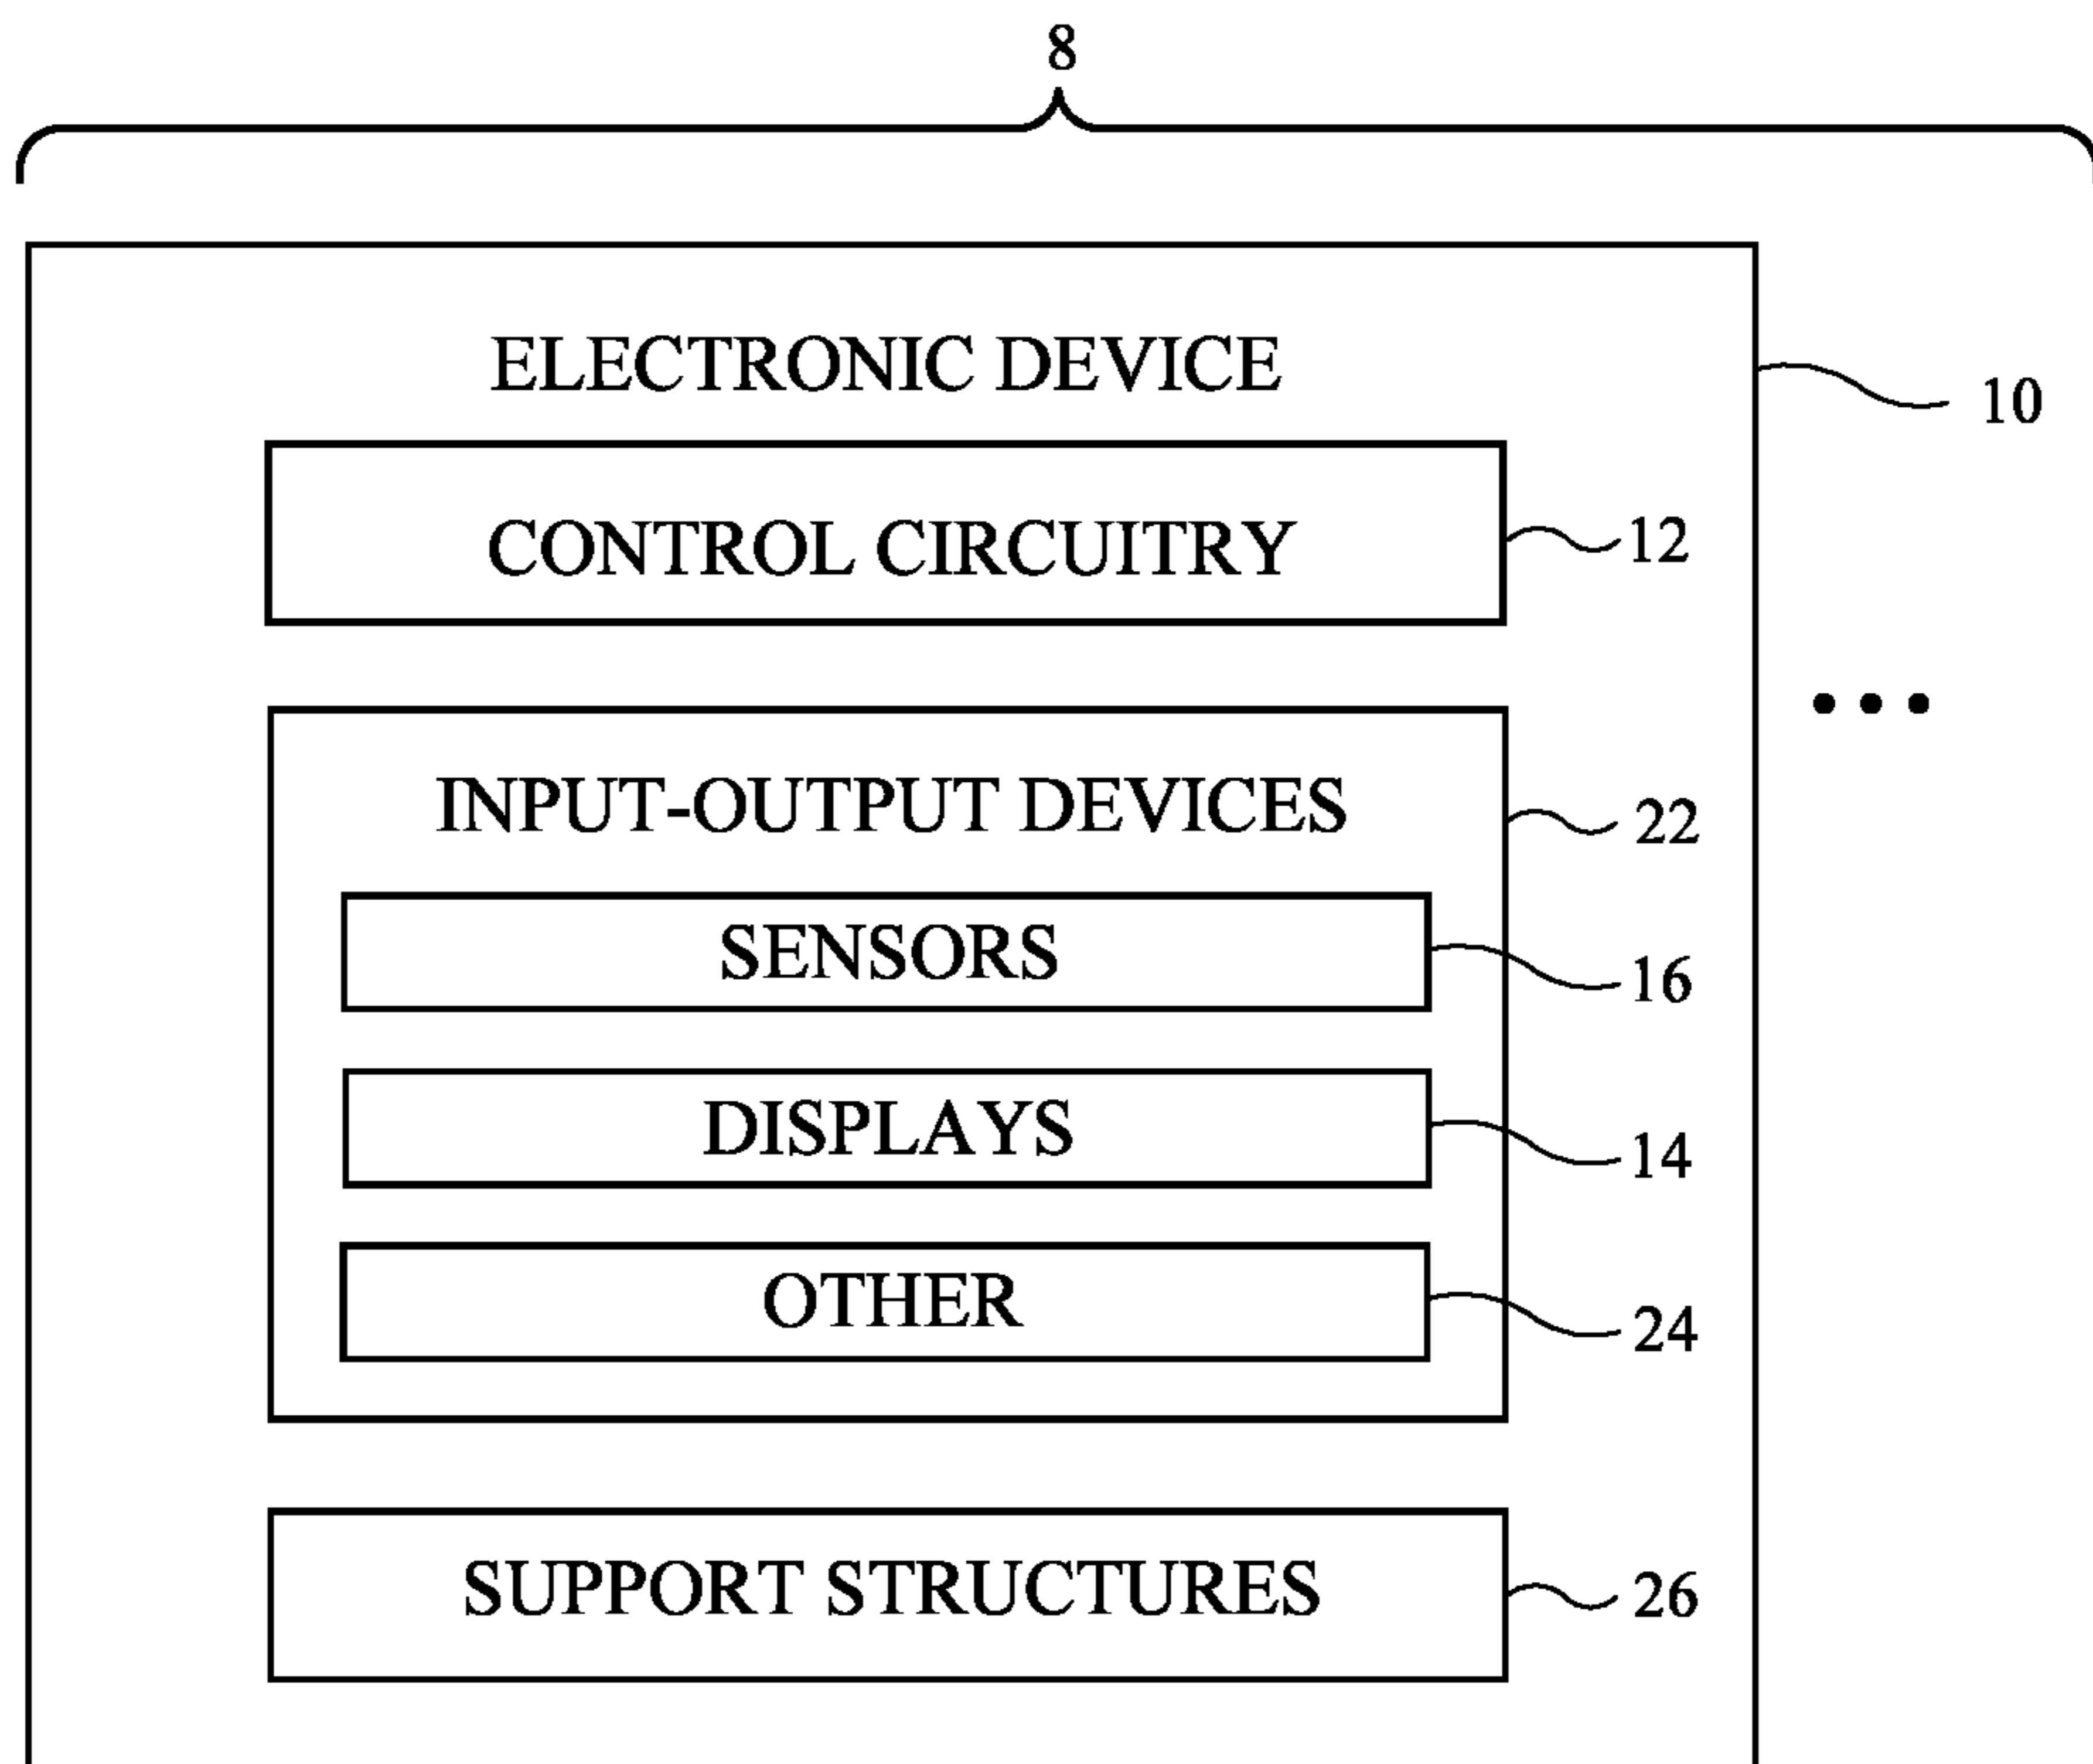 8
ELECTRONIC DEVICE
10
CONTROL CIRCUITRY
12
• • •
INPUT-OUTPUT DEVICES
22
SENSORS
16
DISPLAYS
14
OTHER
24
SUPPORT STRUCTURES
26